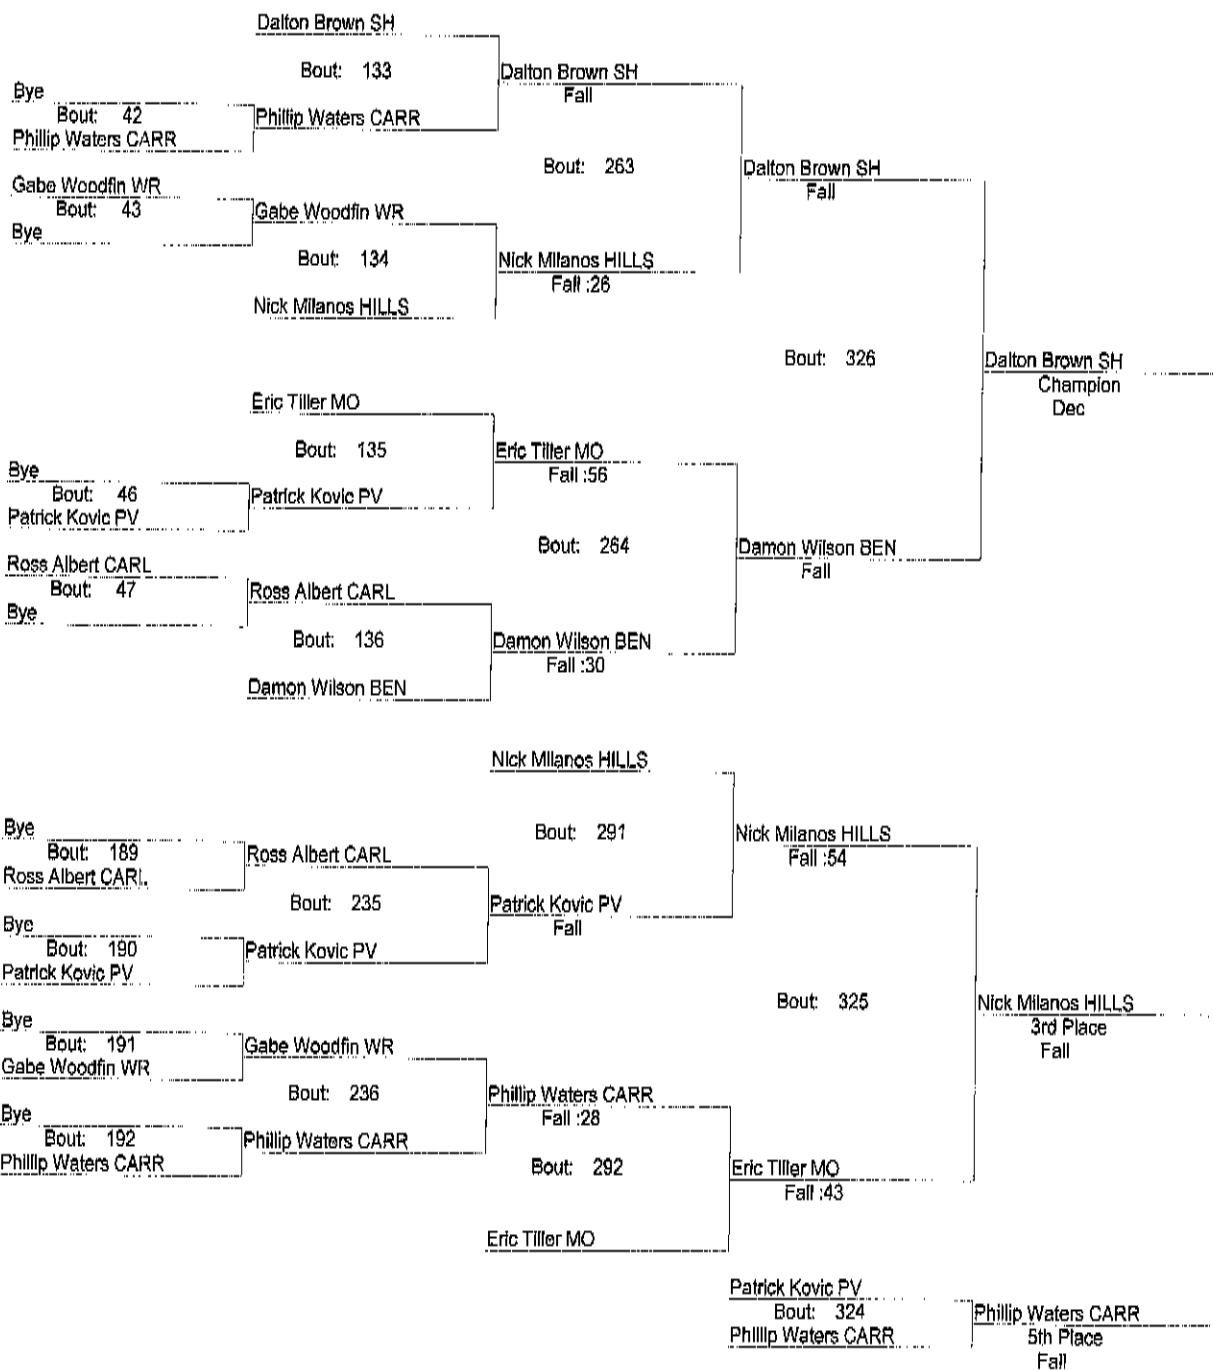 Dalton Brown SH
Bout: 133
Dalton Brown SH
Fall
Bye
Bout: 42
Phillip Waters CARR
Phillip Waters CARR
Bout: 263
Dalton Brown SH
Fall
Gabe Woodfin WR
Bout: 43
Gabe Woodfin WR
Bye
Bout: 134
Nick Milanos HILLS
Fall :26
Nick Milanos HILLS
Bout: 326
Dalton Brown SH
Champion
Dec
Eric Tiller MO
Bout: 135
Eric Tiller MO
Fall :56
Bye
Bout: 46
Patrick Kovic PV
Patrick Kovic PV
Bout: 264
Damon Wilson BEN
Fall
Ross Albert CARL
Bout: 47
Ross Albert CARL
Bye
Bout: 136
Damon Wilson BEN
Fall :30
Damon Wilson BEN
Nick Milanos HILLS
Bout: 291
Nick Milanos HILLS
Fall :54
Bye
Bout: 189
Ross Albert CARL
Ross Albert CARL
Bout: 235
Patrick Kovic PV
Fall
Bye
Bout: 190
Patrick Kovic PV
Patrick Kovic PV
Bout: 325
Nick Milanos HILLS
3rd Place
Fall
Bye
Bout: 191
Gabe Woodfin WR
Gabe Woodfin WR
Bout: 236
Phillip Waters CARR
Fall :28
Bye
Bout: 192
Phillip Waters CARR
Phillip Waters CARR
Bout: 292
Eric Tiller MO
Fall :43
Eric Tiller MO
Patrick Kovic PV
Bout: 324
Phillip Waters CARR
Phillip Waters CARR
5th Place
Fall